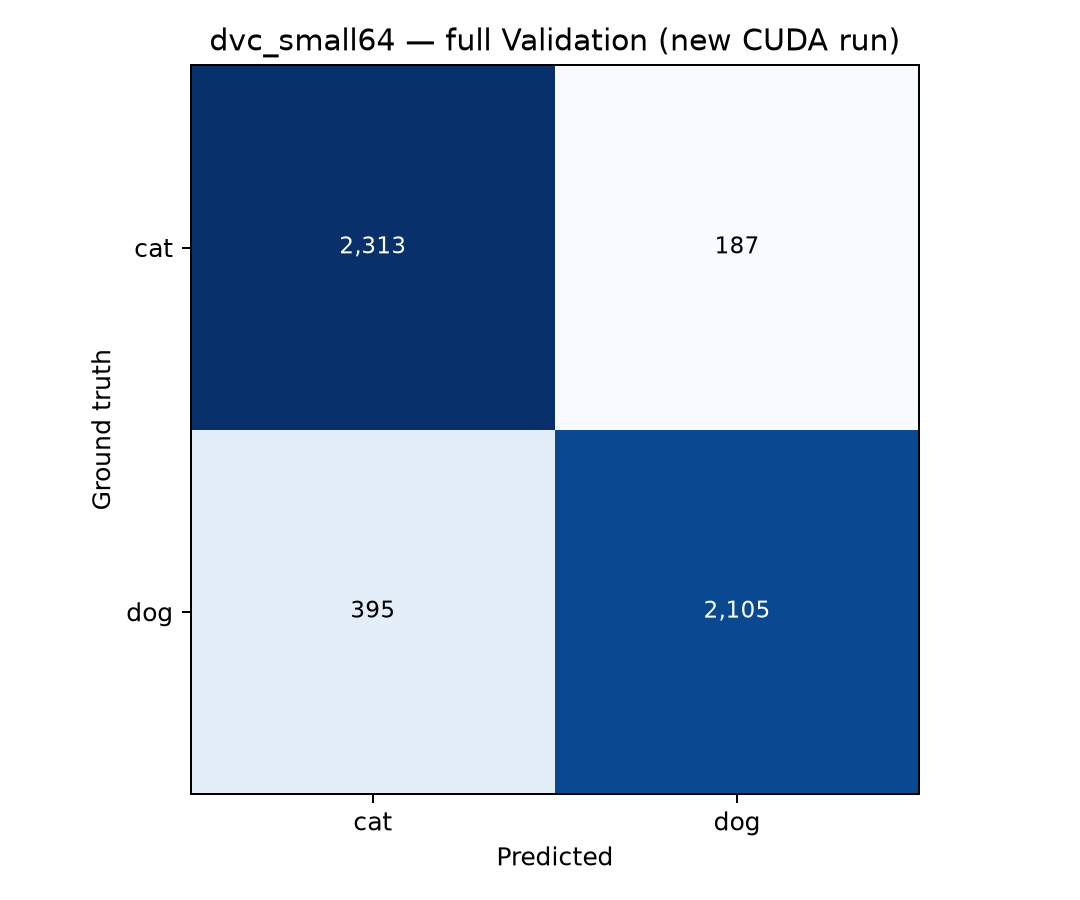 dvc_small64 — full Validation (new CUDA run)
cat
2,313
187
Ground truth
dog
395
2,105
cat
dog
Predicted